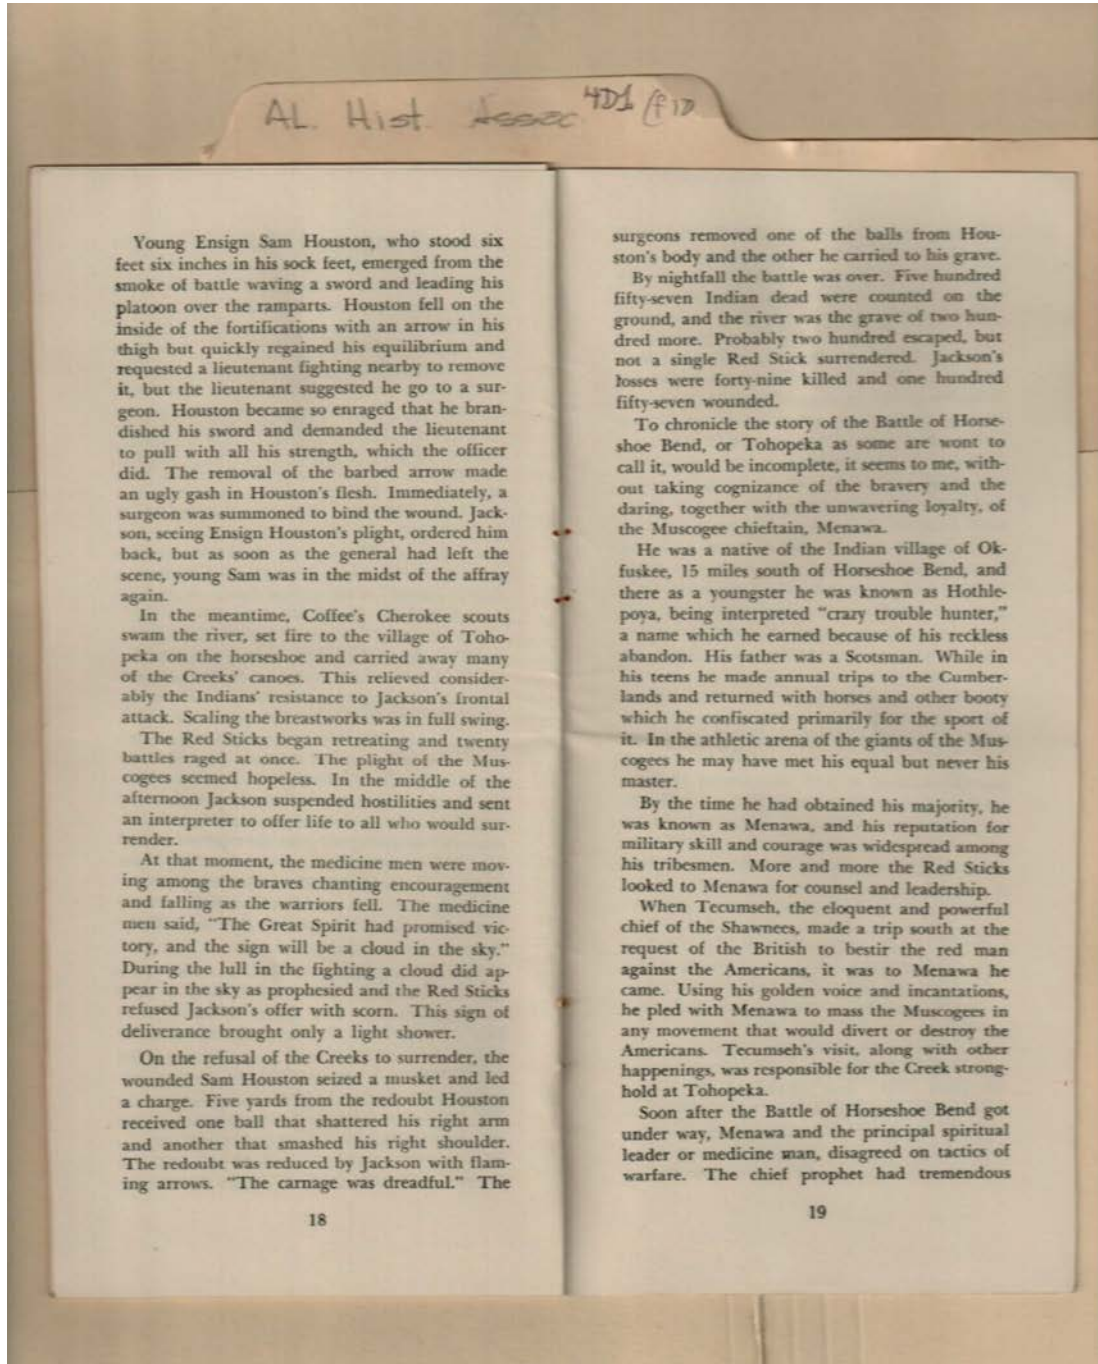 AL. Hist. Assoc 4D1
Young Ensign Sam Houston, who stood six
feet six inches in his sock feet, emerged from the
smoke of battle waving a sword and leading his
platoon over the ramparts. Houston fell on the
inside of the fortifications with an arrow in his
thigh but quickly regained his equilibrium and
requested a lieutenant fighting nearby to remove
it, but the lieutenant suggested he go to a sur-
geon. Houston became so enraged that he bran-
dished his sword and demanded the lieutenant
to pull with all his strength, which the officer
did. The removal of the barbed arrow made
an ugly gash in Houston's flesh. Immediately, a
surgeon was summoned to bind the wound. Jack-
son, seeing Ensign Houston's plight, ordered him
back, but as soon as the general had left the
scene, young Sam was in the midst of the affray
again.
In the meantime, Coffee's Cherokee scouts
swam the river, set fire to the village of Toho-
peka on the horseshoe and carried away many
of the Creeks' canoes. This relieved consider-
ably the Indians' resistance to Jackson's frontal
attack. Scaling the breastworks was in full swing.
The Red Sticks began retreating and twenty
battles raged at once. The plight of the Mus-
cogees seemed hopeless. In the middle of the
afternoon Jackson suspended hostilities and sent
an interpreter to offer life to all who would sur-
render.
At that moment, the medicine men were mov-
ing among the braves chanting encouragement
and falling as the warriors fell. The medicine
men said, "The Great Spirit had promised vic-
tory, and the sign will be a cloud in the sky."
During the lull in the fighting a cloud did ap-
pear in the sky as prophesied and the Red Sticks
refused Jackson's offer with scorn. This sign of
deliverance brought only a light shower.
On the refusal of the Creeks to surrender, the
wounded Sam Houston seized a musket and led
a charge. Five yards from the redoubt Houston
received one ball that shattered his right arm
and another that smashed his right shoulder.
The redoubt was reduced by Jackson with flam-
ing arrows. "The carnage was dreadful." The
18
surgeons removed one of the balls from Hou-
ston's body and the other he carried to his grave.
By nightfall the battle was over. Five hundred
fifty-seven Indian dead were counted on the
ground, and the river was the grave of two hun-
dred more. Probably two hundred escaped, but
not a single Red Stick surrendered. Jackson's
losses were forty-nine killed and one hundred
fifty-seven wounded.
To chronicle the story of the Battle of Horse-
shoe Bend, or Tohopeka as some are wont to
call it, would be incomplete, it seems to me, with-
out taking cognizance of the bravery and the
daring, together with the unwavering loyalty, of
the Muscogee chieftain, Menawa.
He was a native of the Indian village of Ok-
fuskee, 15 miles south of Horseshoe Bend, and
there as a youngster he was known as Hothle-
poya, being interpreted "crazy trouble hunter,"
a name which he earned because of his reckless
abandon. His father was a Scotsman. While in
his teens he made annual trips to the Cumber-
lands and returned with horses and other booty
which he confiscated primarily for the sport of
it. In the athletic arena of the giants of the Mus-
cogees he may have met his equal but never his
master.
By the time he had obtained his majority, he
was known as Menawa, and his reputation for
military skill and courage was widespread among
his tribesmen. More and more the Red Sticks
looked to Menawa for counsel and leadership.
When Tecumseh, the eloquent and powerful
chief of the Shawnees, made a trip south at the
request of the British to bestir the red man
against the Americans, it was to Menawa he
came. Using his golden voice and incantations,
he pled with Menawa to mass the Muscogees in
any movement that would divert or destroy the
Americans. Tecumseh's visit, along with other
happenings, was responsible for the Creek strong-
hold at Tohopeka.
Soon after the Battle of Horseshoe Bend got
under way, Menawa and the principal spiritual
leader or medicine man, disagreed on tactics of
warfare. The chief prophet had tremendous
19